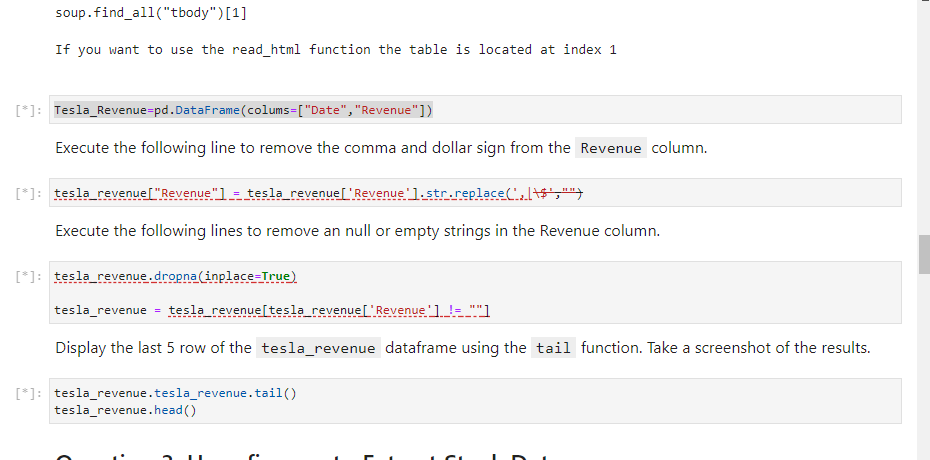 soup.find_all("tbody")[1]
If you want to use the read_html function the table is located at index 1
[*]: Tesla_Revenue=pd.DataFrame(colums=["Date","Revenue"])
Execute the following line to remove the comma and dollar sign from the Revenue column.
[*]: tesla_revenue["Revenue"] = tesla_revenue['Revenue'].str.replace(',|\$',"")
Execute the following lines to remove an null or empty strings in the Revenue column.
[*]: tesla_revenue.dropna(inplace=True)
tesla_revenue = tesla_revenue[tesla_revenue['Revenue'] != ""]
Display the last 5 row of the tesla_revenue dataframe using the tail function. Take a screenshot of the results.
[*]: tesla_revenue.tesla_revenue.tail()
tesla_revenue.head()